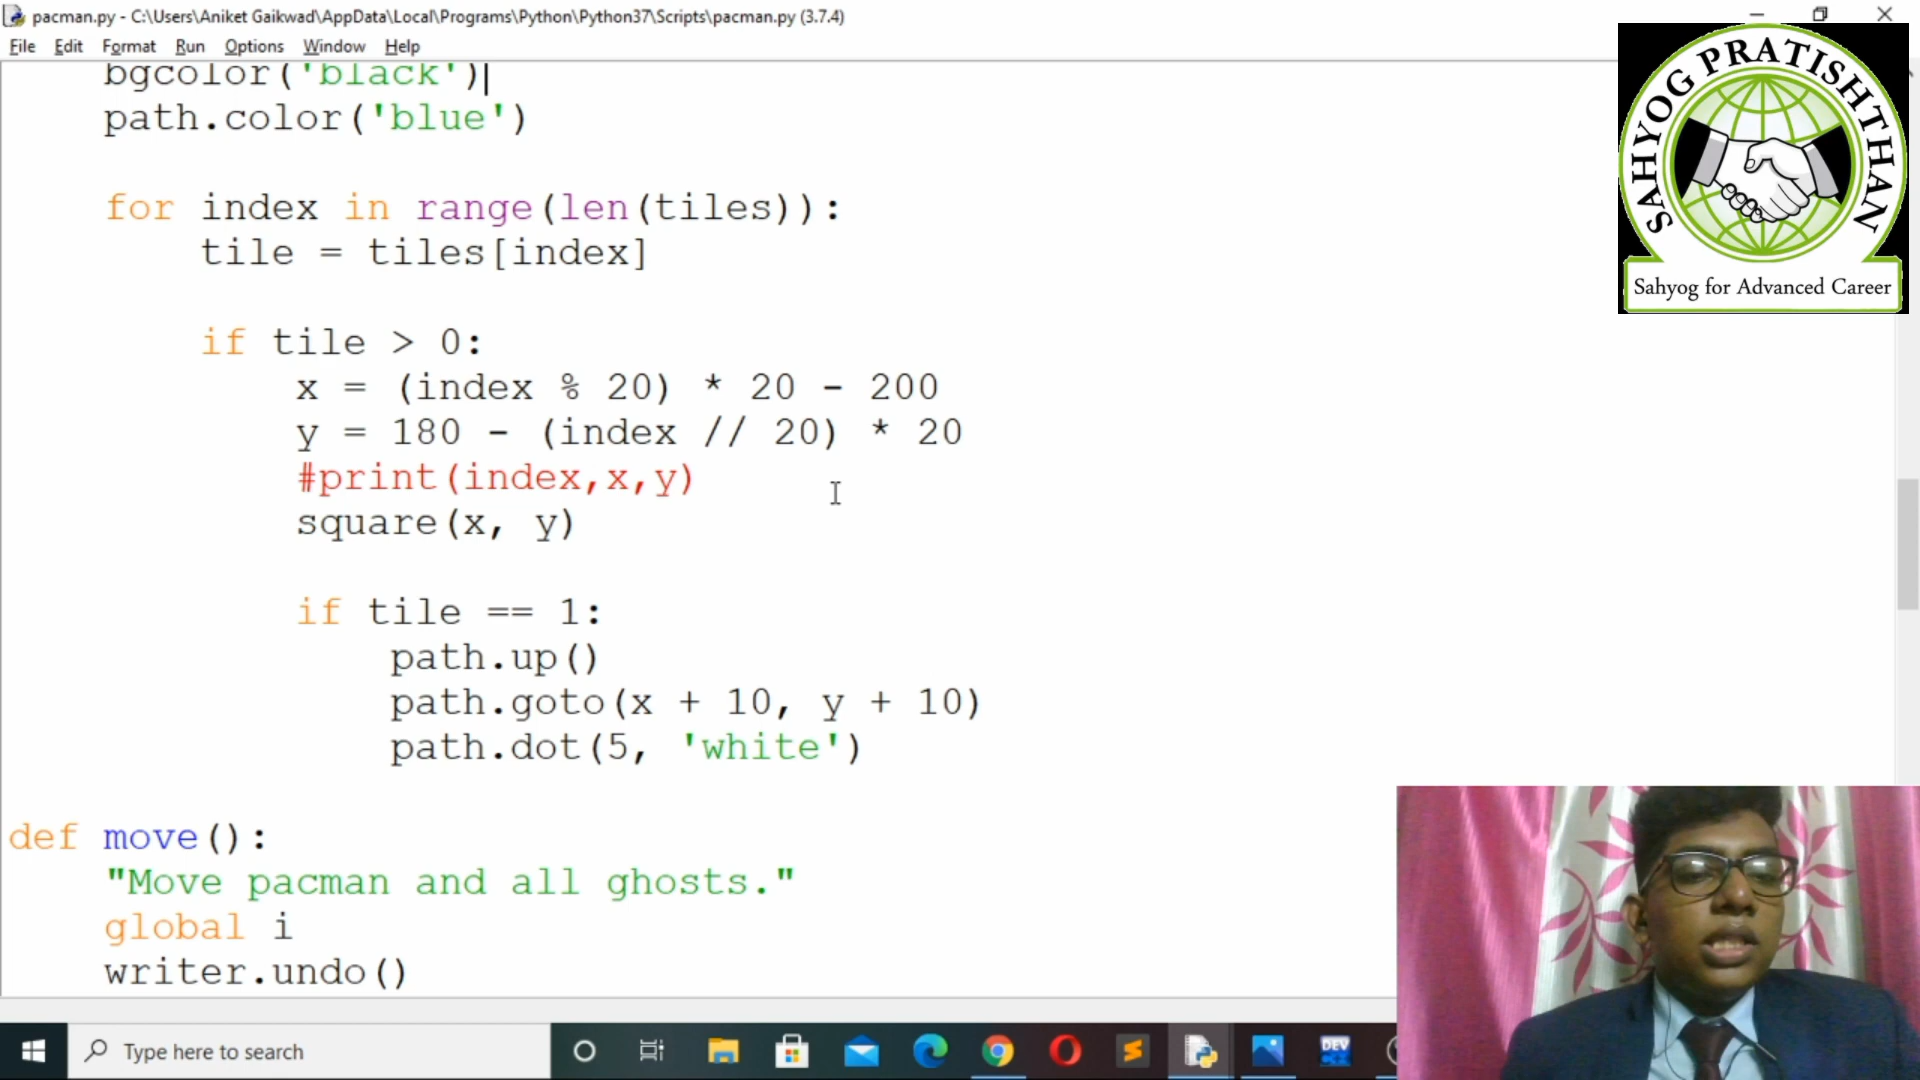 pacman.py - C:\Users\Aniket Gaikwad\AppData\Local\Programs\Python\Python37\Scripts\pacman.py (3.7.4)
File Edit Format Run Options Window Help
bgcolor('black')
path.color('blue')
for index in range(len(tiles)):
tile = tiles[index]
if tile > 0:
x = (index % 20) * 20 - 200
y = 180 - (index // 20) * 20
#print(index,x,y)
square(x, y)
if tile == 1:
path.up()
path.goto(x + 10, y + 10)
path.dot(5, 'white')
def move():
"Move pacman and all ghosts."
global i
writer.undo()
SAHYOG PRATISHTHAN
Sahyog for Advanced Career
Type here to search
DEV